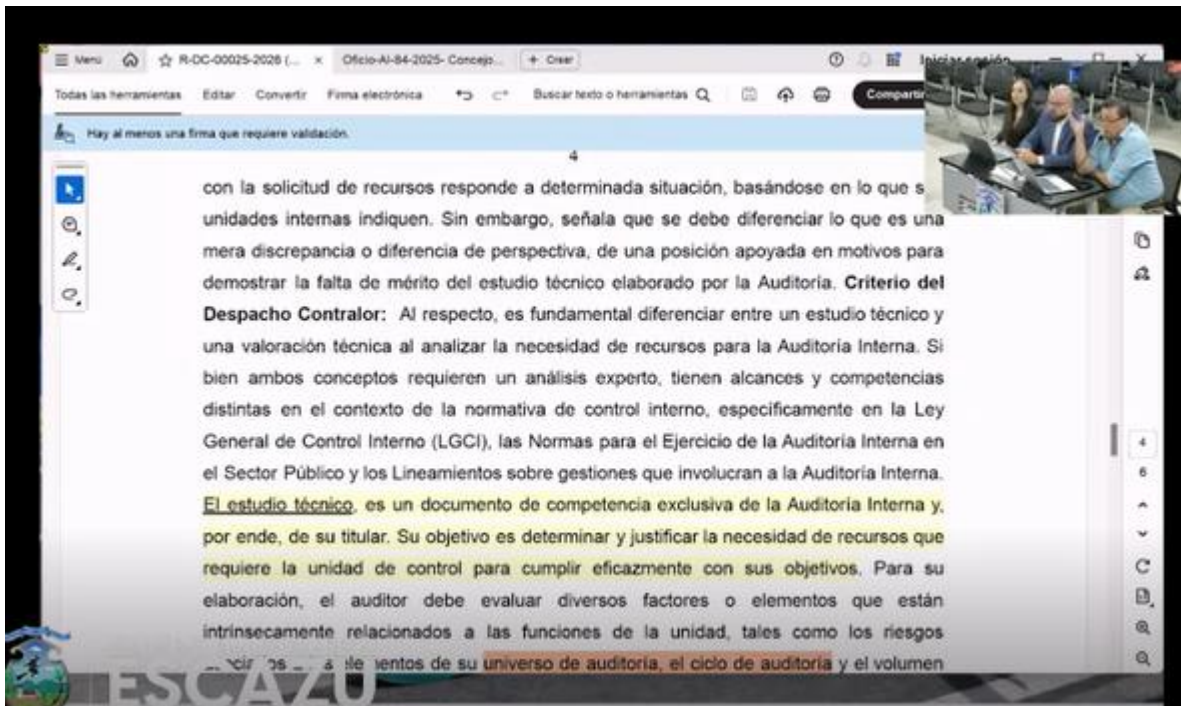 Menú R-DC-00025-2026 (... × Oficio-AI-84-2025- Concejo... + Crear Iniciar sesión
Todas las herramientas Editar Convertir Firma electrónica Buscar texto o herramientas Compartir
Hay al menos una firma que requiere validación.
4
con la solicitud de recursos responde a determinada situación, basándose en lo que
unidades internas indiquen. Sin embargo, señala que se debe diferenciar lo que es una
mera discrepancia o diferencia de perspectiva, de una posición apoyada en motivos para
demostrar la falta de mérito del estudio técnico elaborado por la Auditoría. Criterio del
Despacho Contralor: Al respecto, es fundamental diferenciar entre un estudio técnico y
una valoración técnica al analizar la necesidad de recursos para la Auditoría Interna. Si
bien ambos conceptos requieren un análisis experto, tienen alcances y competencias
distintas en el contexto de la normativa de control interno, específicamente en la Ley
General de Control Interno (LGCI), las Normas para el Ejercicio de la Auditoría Interna en
el Sector Público y los Lineamientos sobre gestiones que involucran a la Auditoría Interna.
El estudio técnico, es un documento de competencia exclusiva de la Auditoría Interna y,
por ende, de su titular. Su objetivo es determinar y justificar la necesidad de recursos que
requiere la unidad de control para cumplir eficazmente con sus objetivos. Para su
elaboración, el auditor debe evaluar diversos factores o elementos que están
intrínsecamente relacionados a las funciones de la unidad, tales como los riesgos
de su universo de auditoría, el ciclo de auditoría y el volumen
4
6
ESCAZÚ